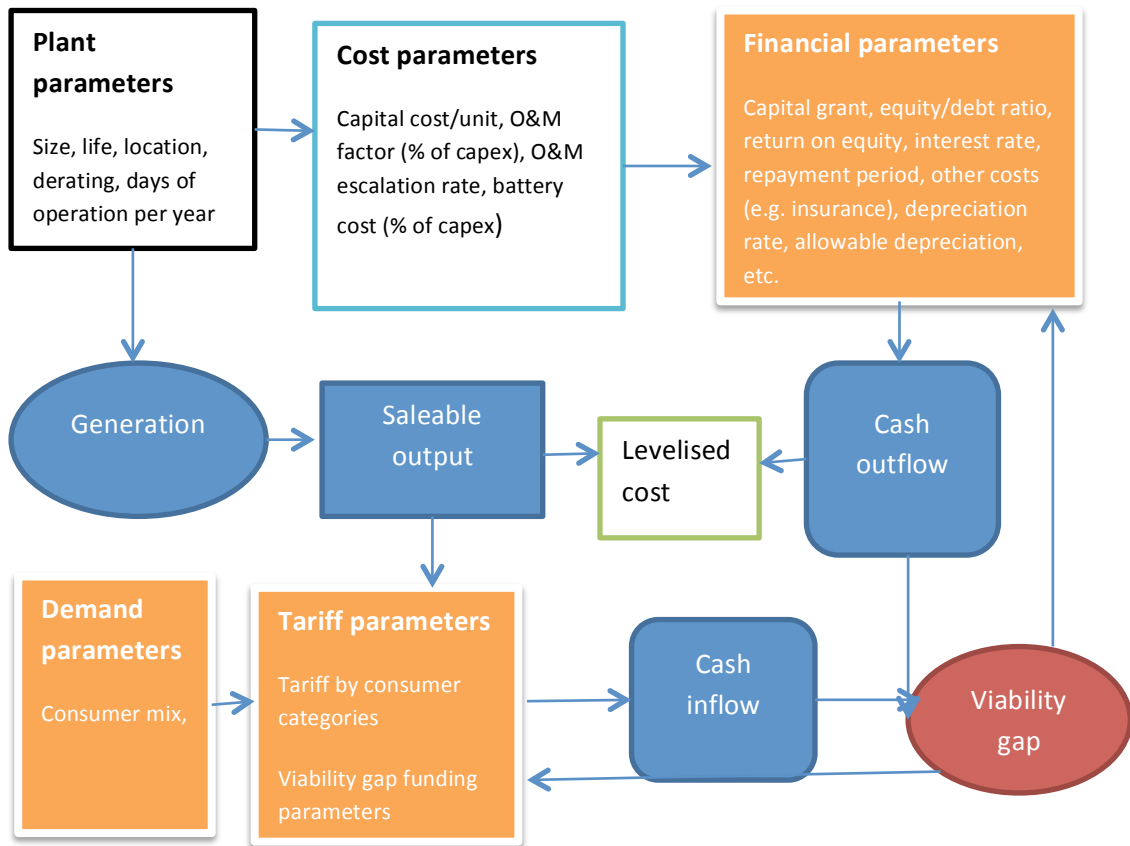 Plant
parameters
Size, life, location,
derating, days of
operation per year
Cost parameters
Capital cost/unit, O&M
factor (% of capex), O&M
escalation rate, battery
cost (% of capex)
Financial parameters
Capital grant, equity/debt ratio,
return on equity, interest rate,
repayment period, other costs
(e.g. insurance), depreciation
rate, allowable depreciation,
etc.
Generation
Saleable
output
Levelised
cost
Cash
outflow
Demand
parameters
Consumer mix,
Tariff parameters
Tariff by consumer
categories
Viability gap funding
parameters
Cash
inflow
Viability
gap